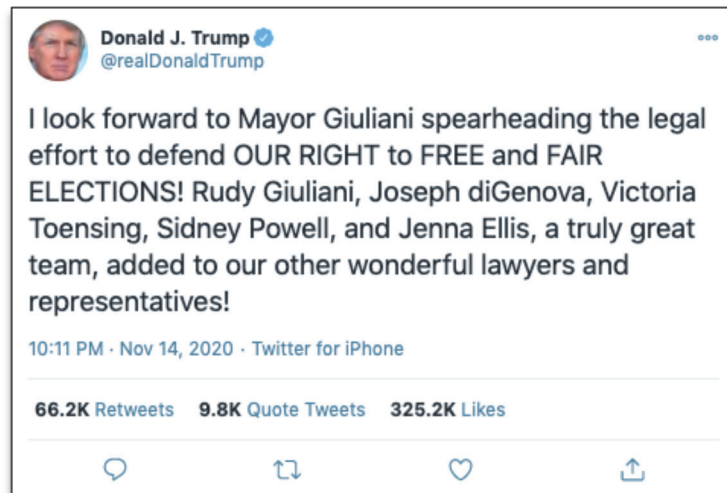 Donald J. Trump
@realDonaldTrump
I look forward to Mayor Giuliani spearheading the legal
effort to defend OUR RIGHT to FREE and FAIR
ELECTIONS! Rudy Giuliani, Joseph diGenova, Victoria
Toensing, Sidney Powell, and Jenna Ellis, a truly great
team, added to our other wonderful lawyers and
representatives!
10:11 PM · Nov 14, 2020 · Twitter for iPhone
66.2K Retweets 9.8K Quote Tweets 325.2K Likes